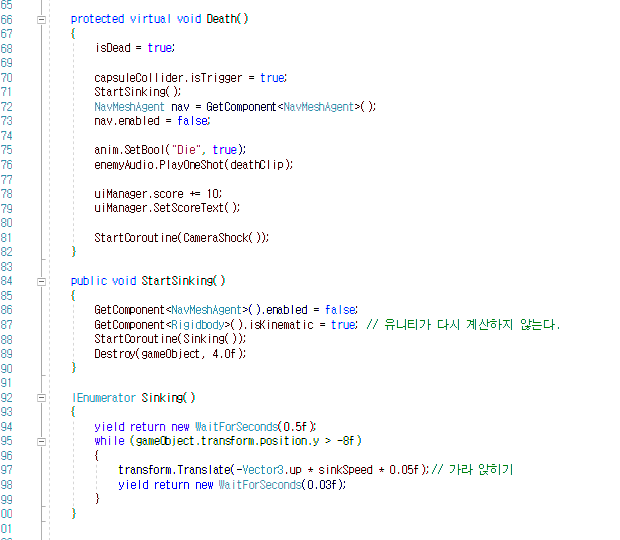 65
66 protected virtual void Death()
67 {
68 isDead = true;
69
70 capsuleCollider.isTrigger = true;
71 StartSinking();
72 NavMeshAgent nav = GetComponent<NavMeshAgent>();
73 nav.enabled = false;
74
75 anim.SetBool("Die", true);
76 enemyAudio.PlayOneShot(deathClip);
77
78 uiManager.score += 10;
79 uiManager.SetScoreText();
80
81 StartCoroutine(CameraShock());
82 }
83
84 public void StartSinking()
85 {
86 GetComponent<NavMeshAgent>().enabled = false;
87 GetComponent<Rigidbody>().isKinematic = true; // 유니티가 다시 계산하지 않는다.
88 StartCoroutine(Sinking());
89 Destroy(gameObject, 4.0f);
90 }
91
92 IEnumerator Sinking()
93 {
94 yield return new WaitForSeconds(0.5f);
95 while (gameObject.transform.position.y > -8f)
96 {
97 transform.Translate(-Vector3.up * sinkSpeed * 0.05f);// 가라 앉히기
98 yield return new WaitForSeconds(0.03f);
99 }
00 }
01